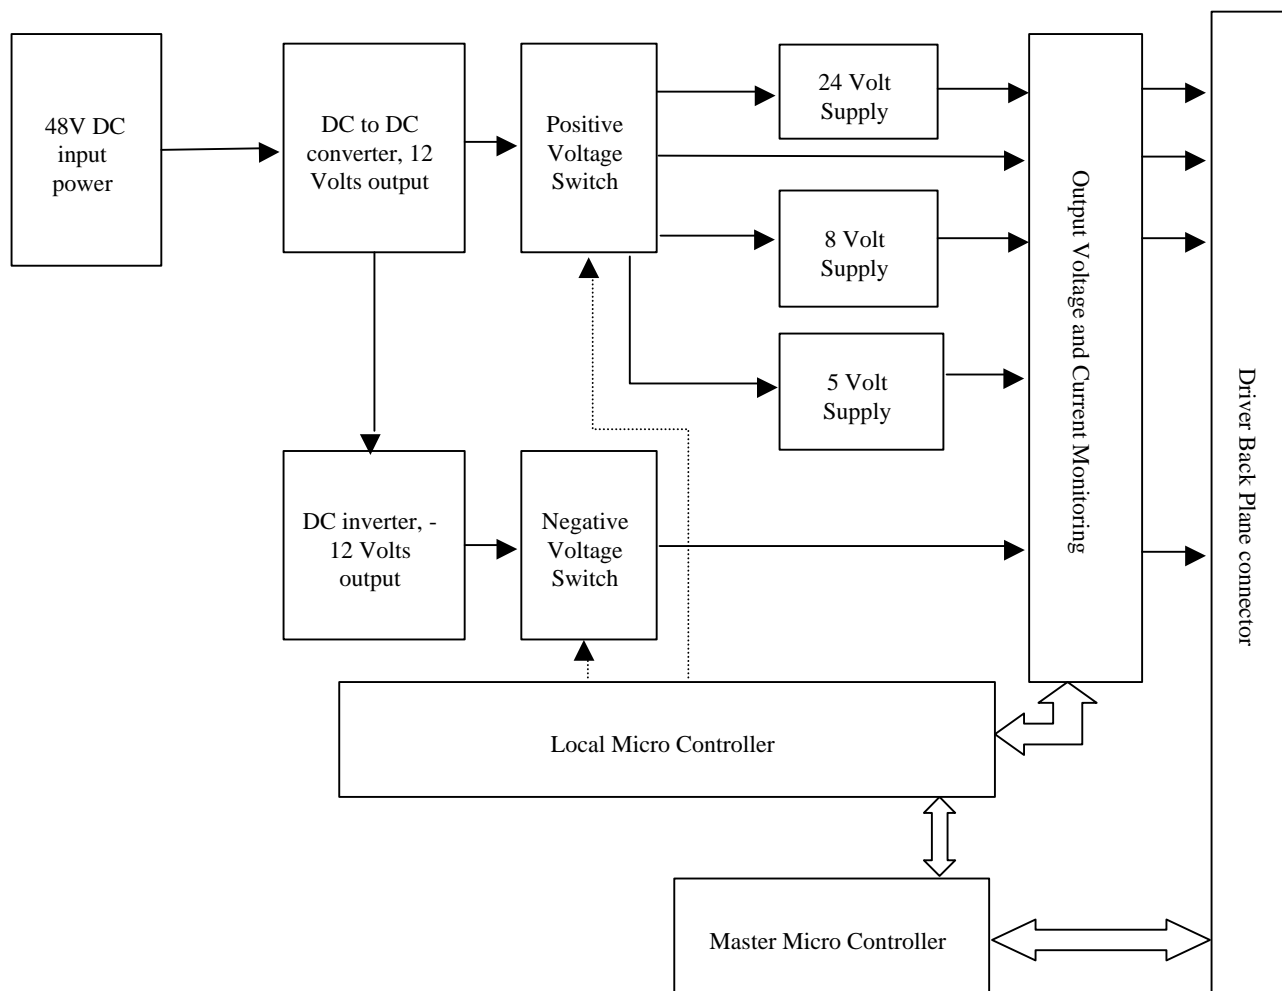 48V DC
input
power
DC to DC
converter, 12
Volts output
Positive
Voltage
Switch
24 Volt
Supply
8 Volt
Supply
5 Volt
Supply
Output Voltage and Current Monitoring
Driver Back Plane connector
DC inverter, -
12 Volts
output
Negative
Voltage
Switch
Local Micro Controller
Master Micro Controller